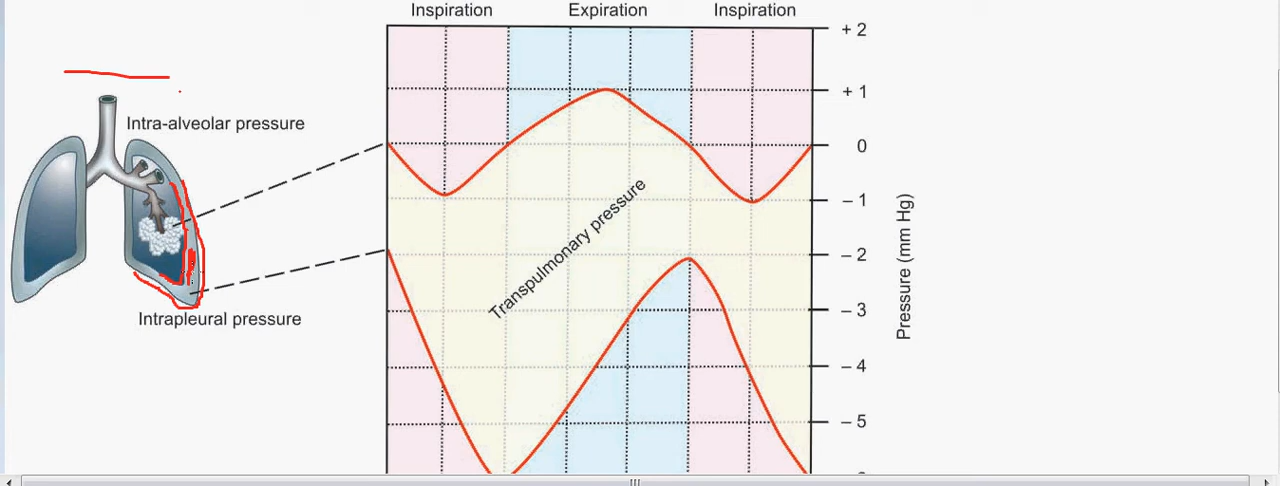 Inspiration Expiration Inspiration
+ 2
+ 1
Intra-alveolar pressure
0
Transpulmonary pressure
– 1
– 2
Pressure (mm Hg)
– 3
Intrapleural pressure
– 4
– 5